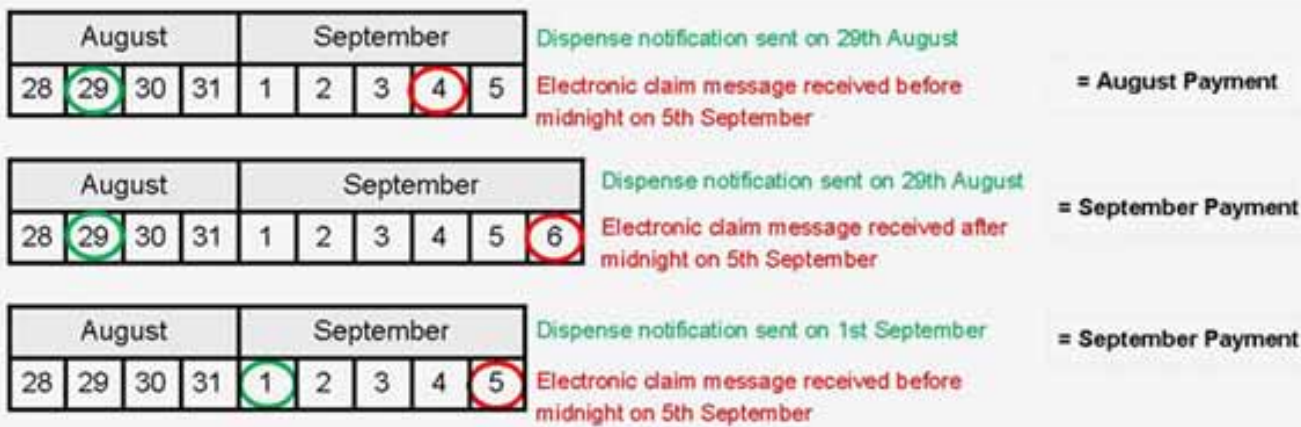 August September
28 29 30 31 1 2 3 4 5
Dispense notification sent on 29th August
Electronic claim message received before
midnight on 5th September
= August Payment
August September
28 29 30 31 1 2 3 4 5 6
Dispense notification sent on 29th August
Electronic claim message received after
midnight on 5th September
= September Payment
August September
28 29 30 31 1 2 3 4 5
Dispense notification sent on 1st September
Electronic claim message received before
midnight on 5th September
= September Payment